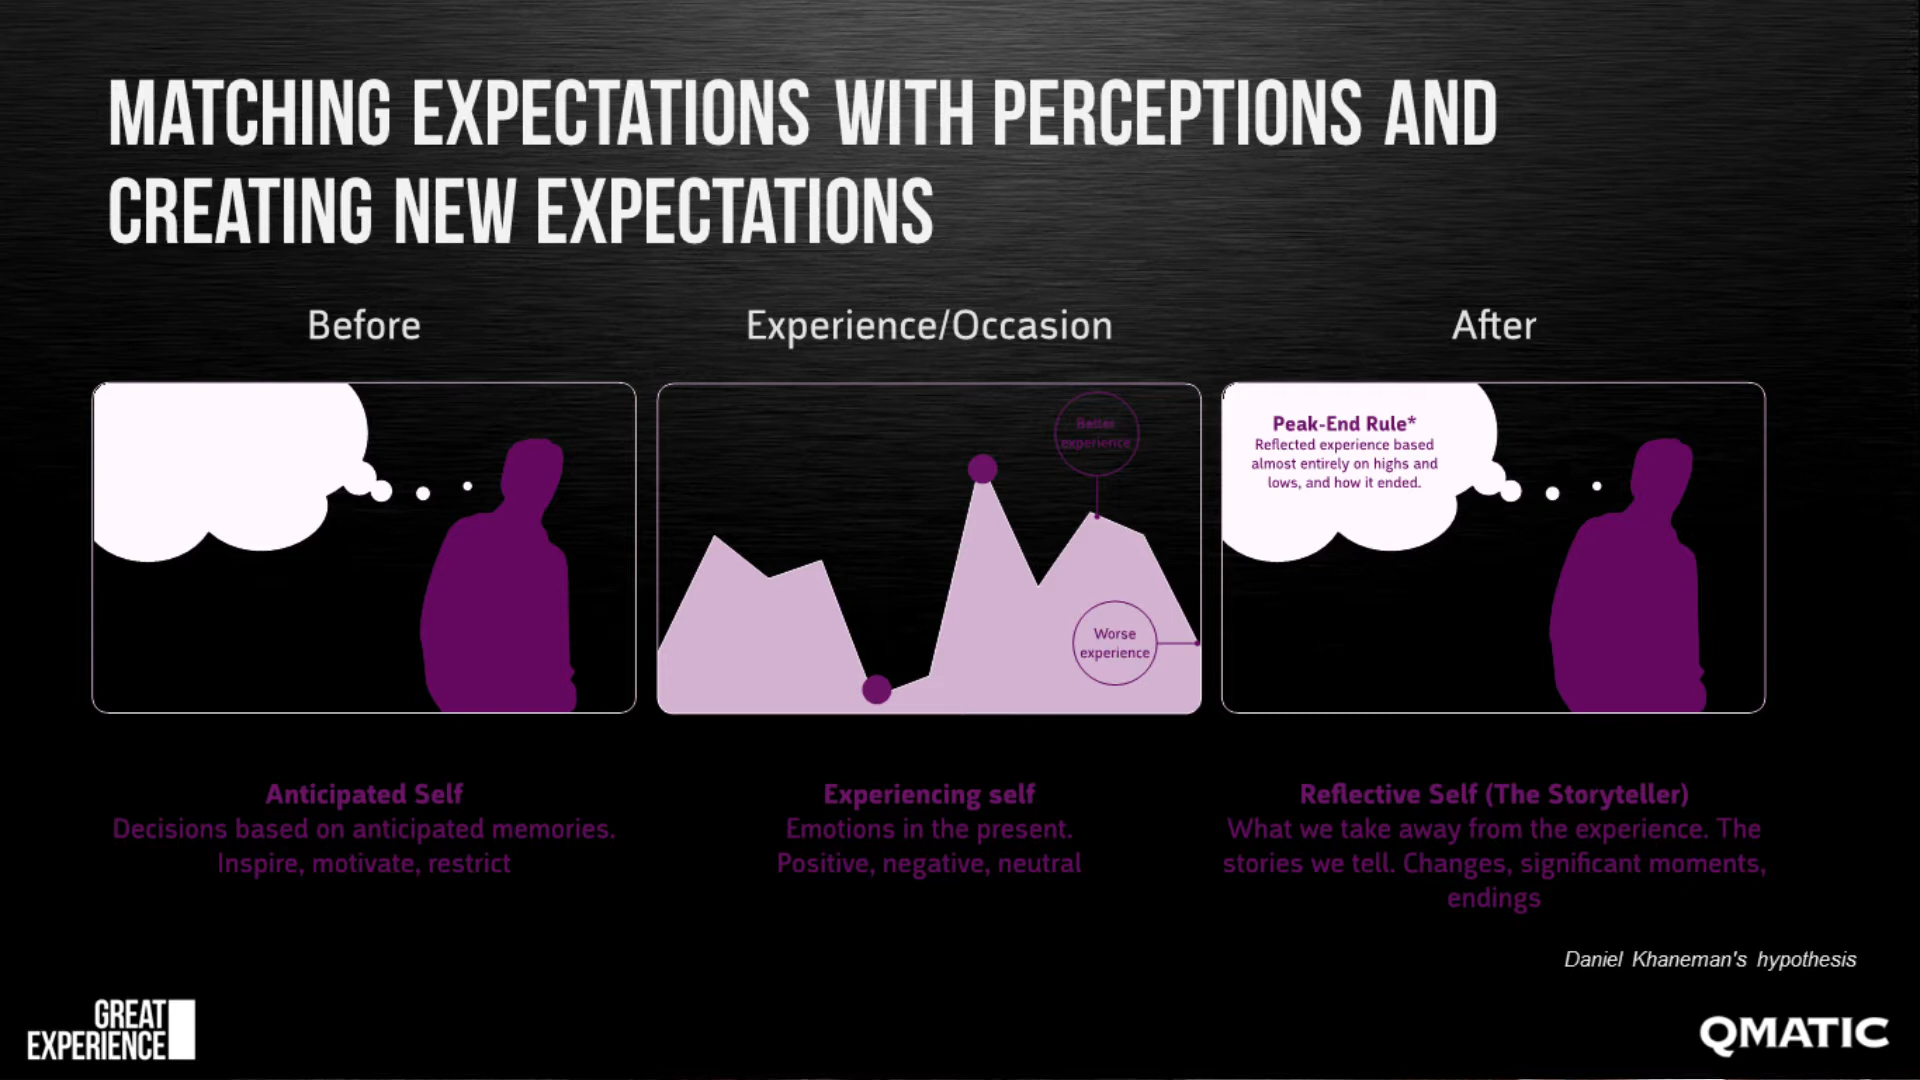 MATCHING EXPECTATIONS WITH PERCEPTIONS AND
CREATING NEW EXPECTATIONS
Before
Experience/Occasion
After
Better
experience
Worse
experience
Peak-End Rule*
Reflected experience based
almost entirely on highs and
lows, and how it ended.
Anticipated Self
Decisions based on anticipated memories.
Inspire, motivate, restrict
Experiencing self
Emotions in the present.
Positive, negative, neutral
Reflective Self (The Storyteller)
What we take away from the experience. The
stories we tell. Changes, significant moments,
endings
Daniel Khaneman's hypothesis
GREAT
EXPERIENCE
QMATIC